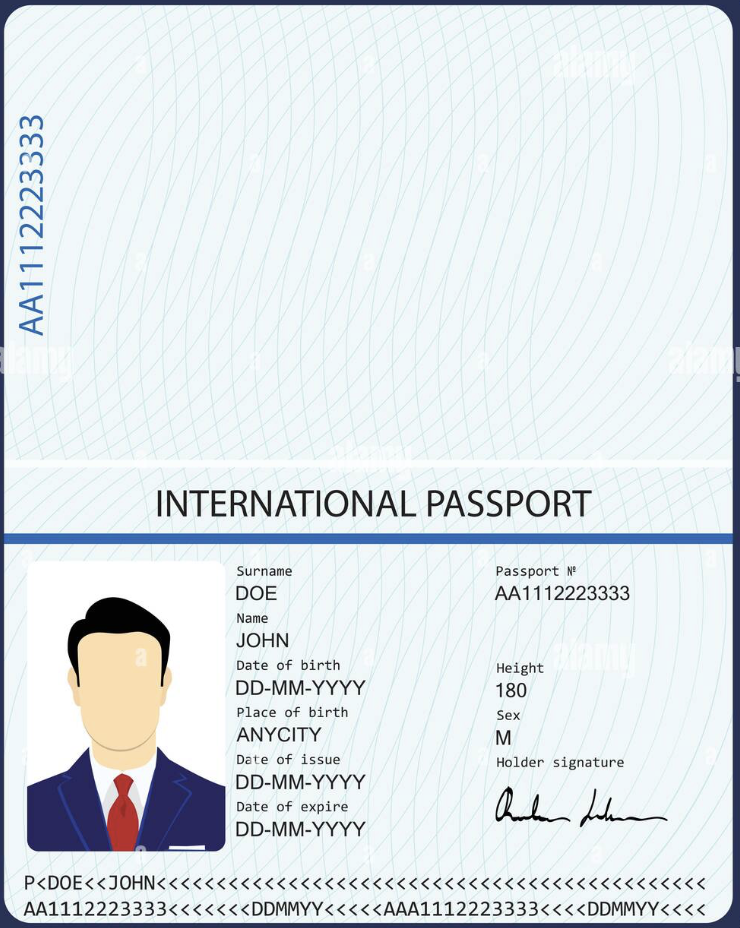 AA1112223333
INTERNATIONAL PASSPORT
Surname
DOE
Name
JOHN
Date of birth
DD-MM-YYYY
Place of birth
ANYCITY
Date of issue
DD-MM-YYYY
Date of expire
DD-MM-YYYY
Passport №
AA1112223333
Height
180
Sex
M
Holder signature
P<DOE<<JOHN<<<<<<<<<<<<<<<<<<<<<<<<<<<<<<<<<<<<<<<<<<<<<
AA1112223333<<<<<<<DDMMYY<<<<<AAA1112223333<<<<DDMMYY<<<<
alamy